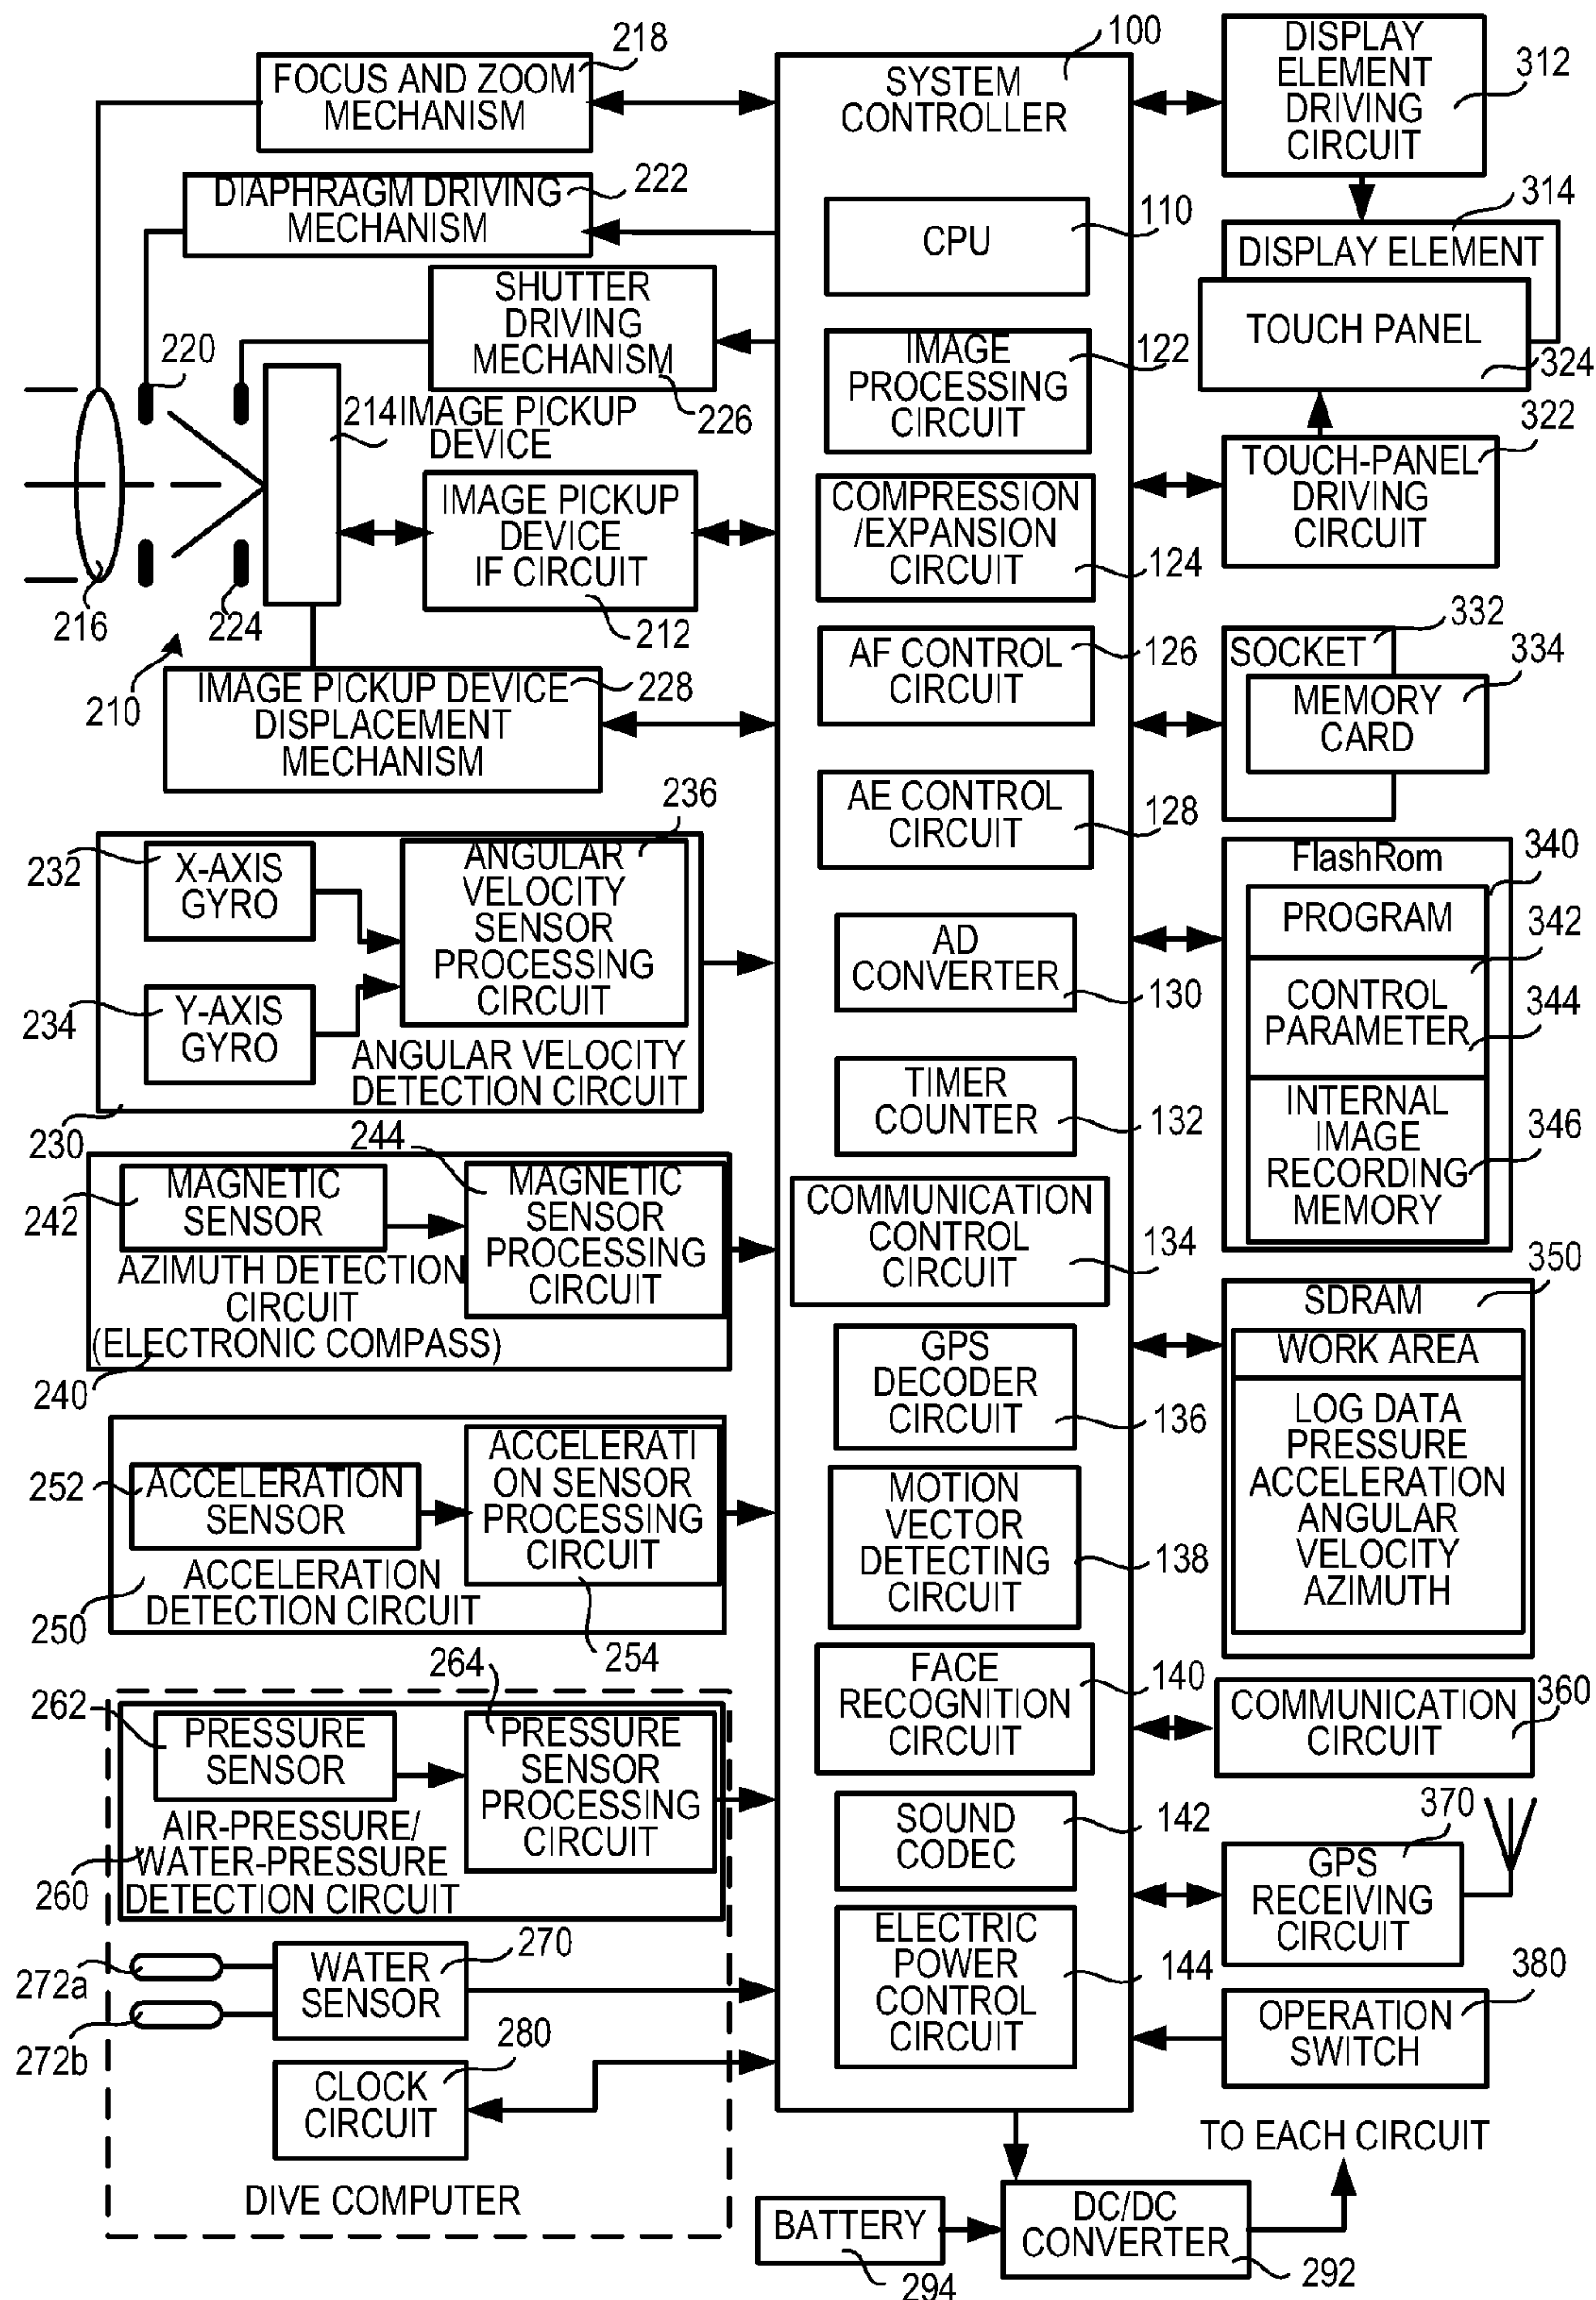 218
FOCUS AND ZOOM
MECHANISM
222
DIAPHRAGM DRIVING
MECHANISM
SHUTTER
DRIVING
MECHANISM
226
220
214
IMAGE PICKUP
DEVICE
IMAGE PICKUP
DEVICE
IF CIRCUIT
212
216
224
210
IMAGE PICKUP DEVICE
DISPLACEMENT
MECHANISM
228
236
232
X-AXIS
GYRO
ANGULAR
VELOCITY
SENSOR
PROCESSING
CIRCUIT
234
Y-AXIS
GYRO
ANGULAR VELOCITY
DETECTION CIRCUIT
230
244
242
MAGNETIC
SENSOR
MAGNETIC
SENSOR
PROCESSING
CIRCUIT
AZIMUTH DETECTION
CIRCUIT
(ELECTRONIC COMPASS)
240
252
ACCELERATION
SENSOR
ACCELERATI
ON SENSOR
PROCESSING
CIRCUIT
ACCELERATION
DETECTION CIRCUIT
250
254
264
262
PRESSURE
SENSOR
PRESSURE
SENSOR
PROCESSING
CIRCUIT
AIR-PRESSURE/
WATER-PRESSURE
DETECTION CIRCUIT
260
270
272a
WATER
SENSOR
272b
280
CLOCK
CIRCUIT
DIVE COMPUTER
100
SYSTEM
CONTROLLER
110
CPU
122
IMAGE
PROCESSING
CIRCUIT
COMPRESSION
/EXPANSION
CIRCUIT
124
AF CONTROL
CIRCUIT
126
AE CONTROL
CIRCUIT
128
AD
CONVERTER
130
TIMER
COUNTER
132
COMMUNICATION
CONTROL
CIRCUIT
134
GPS
DECODER
CIRCUIT
136
MOTION
VECTOR
DETECTING
CIRCUIT
138
FACE
RECOGNITION
CIRCUIT
140
SOUND
CODEC
142
ELECTRIC
POWER
CONTROL
CIRCUIT
144
BATTERY
294
DC/DC
CONVERTER
292
TO EACH CIRCUIT
DISPLAY
ELEMENT
DRIVING
CIRCUIT
312
314
DISPLAY ELEMENT
TOUCH PANEL
324
322
TOUCH-PANEL
DRIVING
CIRCUIT
332
SOCKET
334
MEMORY
CARD
340
FlashRom
PROGRAM
342
CONTROL
PARAMETER
344
INTERNAL
IMAGE
RECORDING
MEMORY
346
350
SDRAM
WORK AREA
LOG DATA
PRESSURE
ACCELERATION
ANGULAR
VELOCITY
AZIMUTH
COMMUNICATION
CIRCUIT
360
370
GPS
RECEIVING
CIRCUIT
380
OPERATION
SWITCH